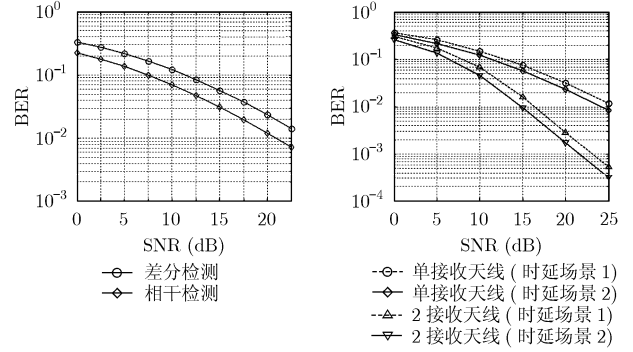 10^0
10^-1
10^-2
10^-3
BER
0 5 10 15 20
SNR (dB)
差分检测
相干检测
10^0
10^-1
10^-2
10^-3
10^-4
BER
0 5 10 15 20 25
SNR (dB)
单接收天线 ( 时延场景 1)
单接收天线 ( 时延场景 2)
2 接收天线 ( 时延场景 1)
2 接收天线 ( 时延场景 2)